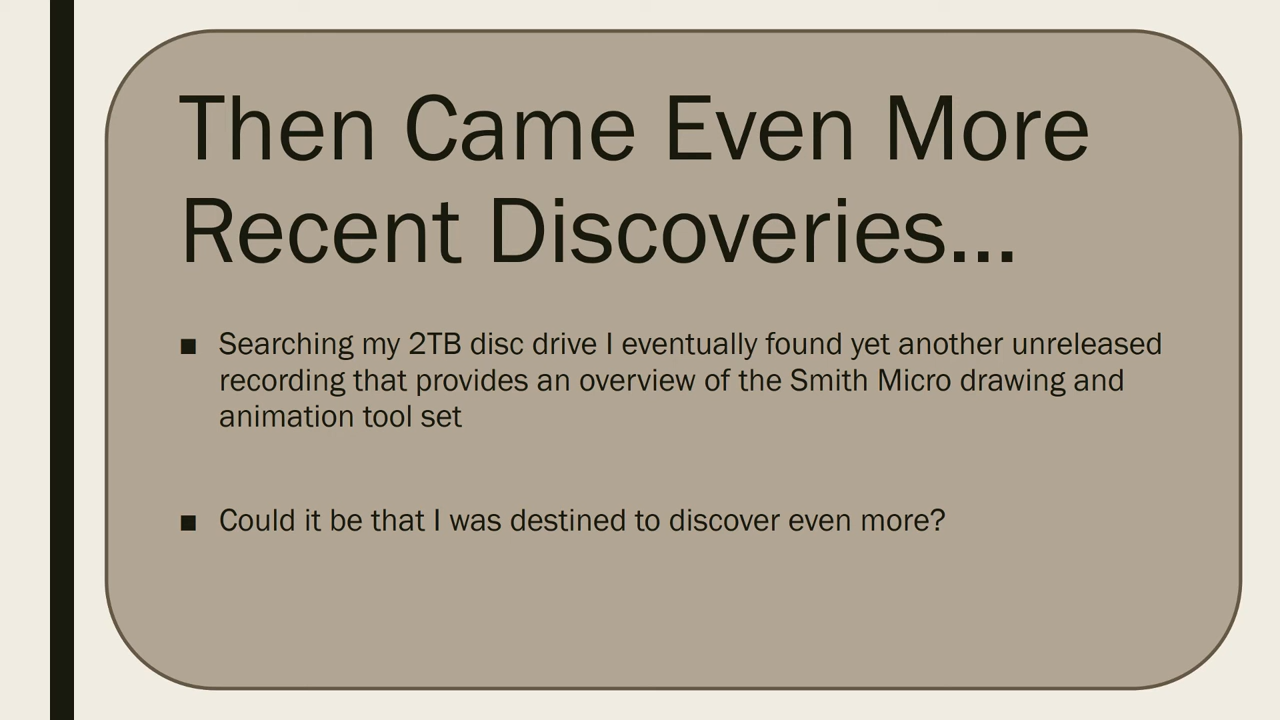 Then Came Even More
Recent Discoveries...
▪ Searching my 2TB disc drive I eventually found yet another unreleased
recording that provides an overview of the Smith Micro drawing and
animation tool set
▪ Could it be that I was destined to discover even more?